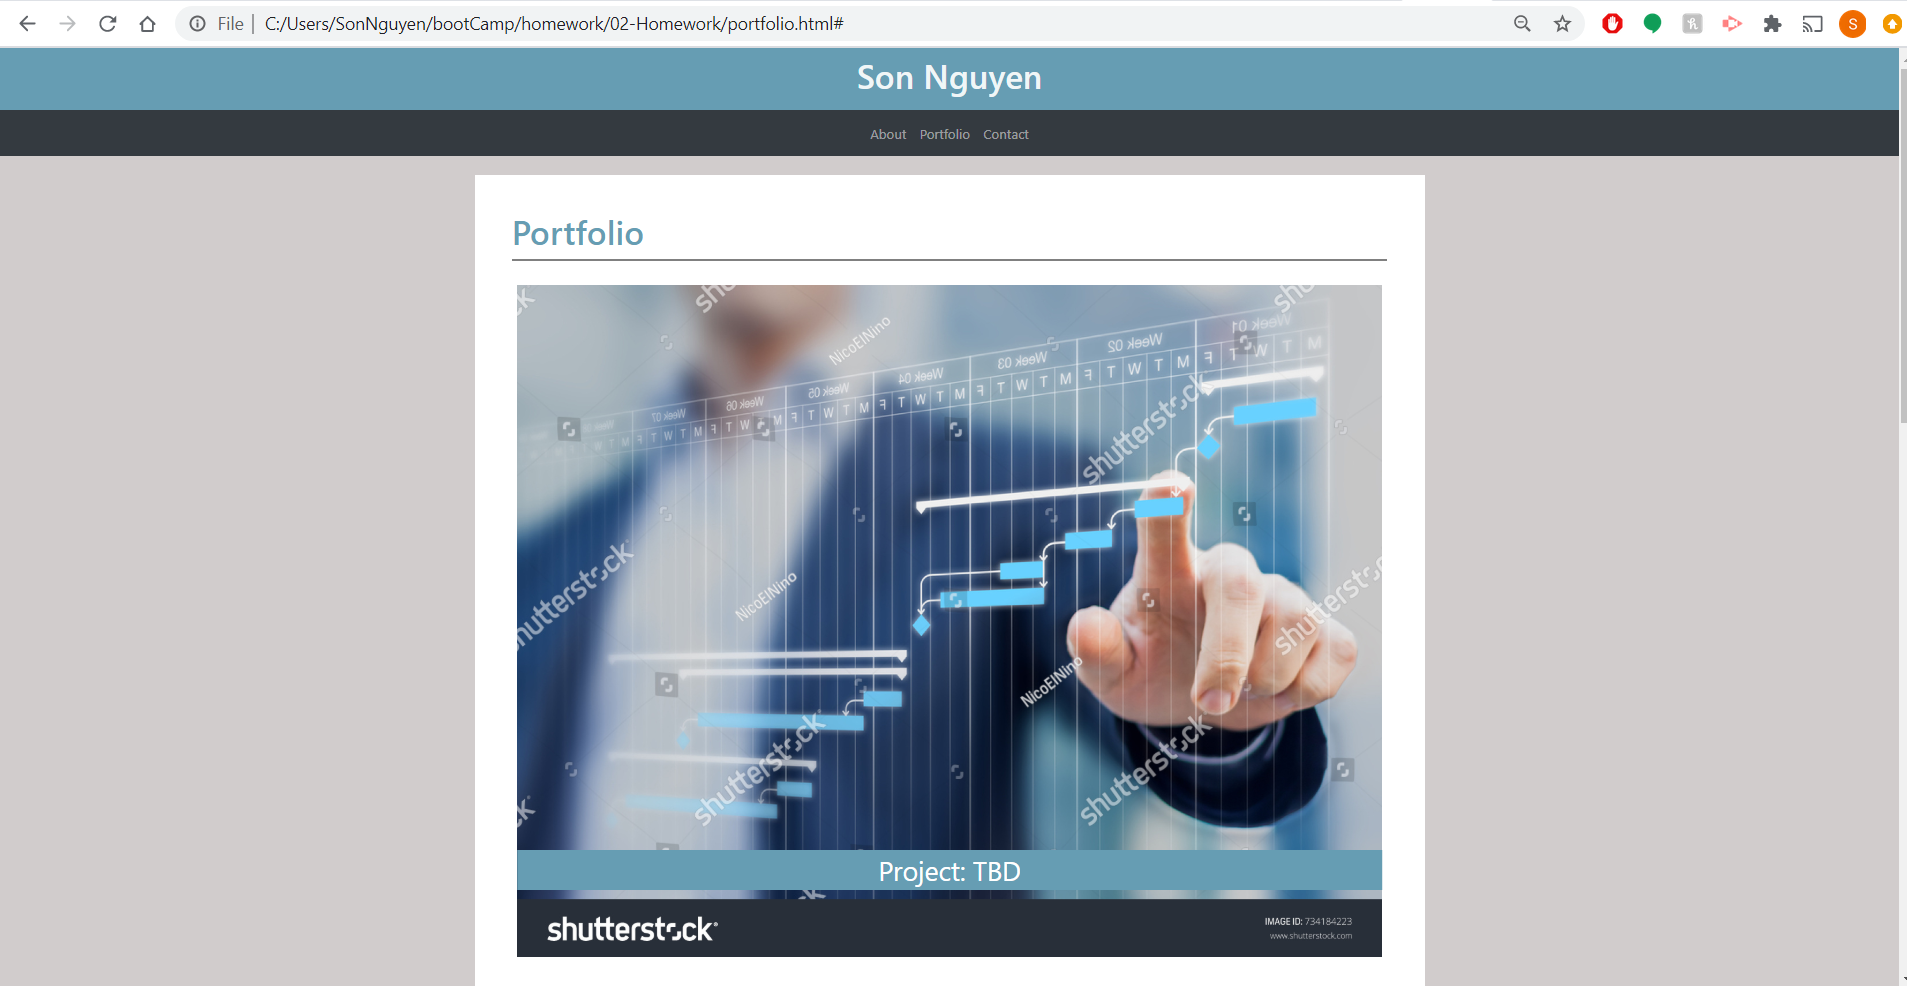 File | C:/Users/SonNguyen/bootCamp/homework/02-Homework/portfolio.html#
S
Son Nguyen
About Portfolio Contact
Portfolio
shutterstock
NicoElNino
Week 01
Week 02
Week 03
Week 04
Week 05
Week 06
Week 07
M T W T F M T W T F M T W T F M T W T F M T W T F M T W T F M T W T F
shutterstock
shutterstock
NicoElNino
shutterstock
NicoElNino
shutterstock
shutterstock
Project: TBD
shutterstock
IMAGE ID: 734184223
www.shutterstock.com